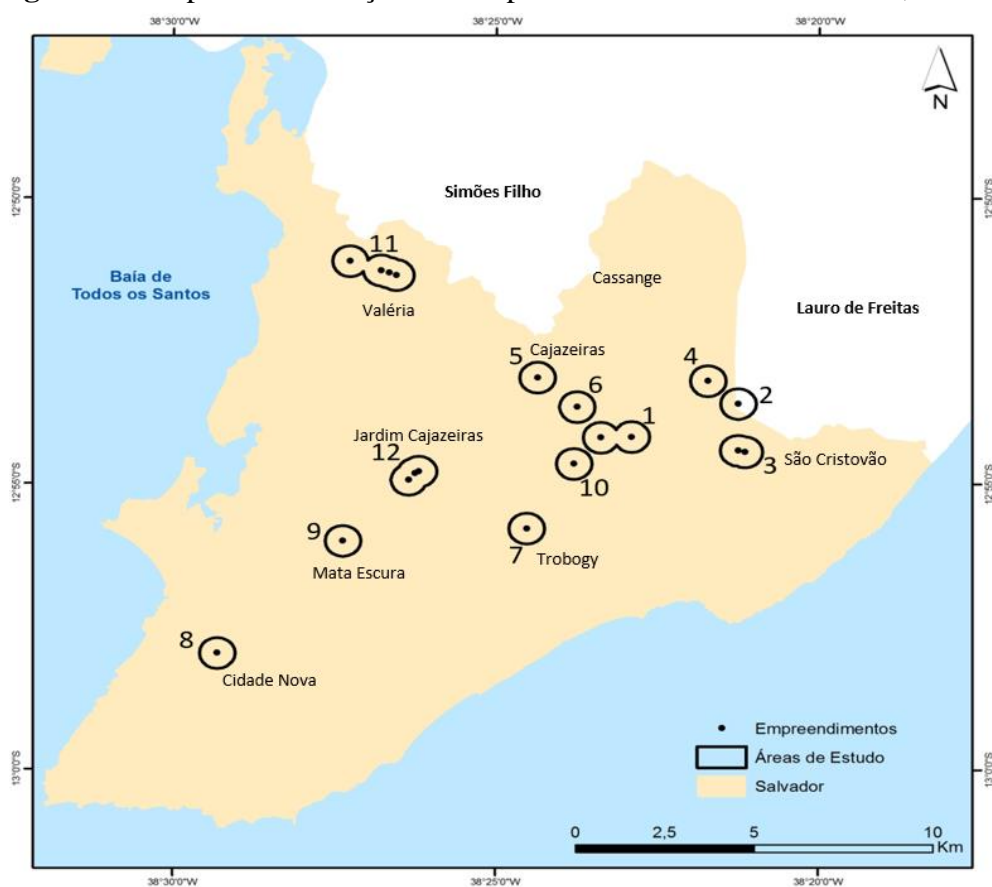 38°30'0"W
38°25'0"W
38°20'0"W
N
12°50'0"S
12°50'0"S
Simões Filho
11
Cassange
Baía de
Todos os Santos
Valéria
Lauro de Freitas
5
Cajazeiras
4
6
2
1
Jardim Cajazeiras
12
10
3
São Cristovão
12°55'0"S
12°55'0"S
9
7
Trobogy
Mata Escura
8
Cidade Nova
Empreendimentos
Áreas de Estudo
Salvador
13°0'0"S
13°0'0"S
0
2,5
5
10
Km
38°30'0"W
38°25'0"W
38°20'0"W